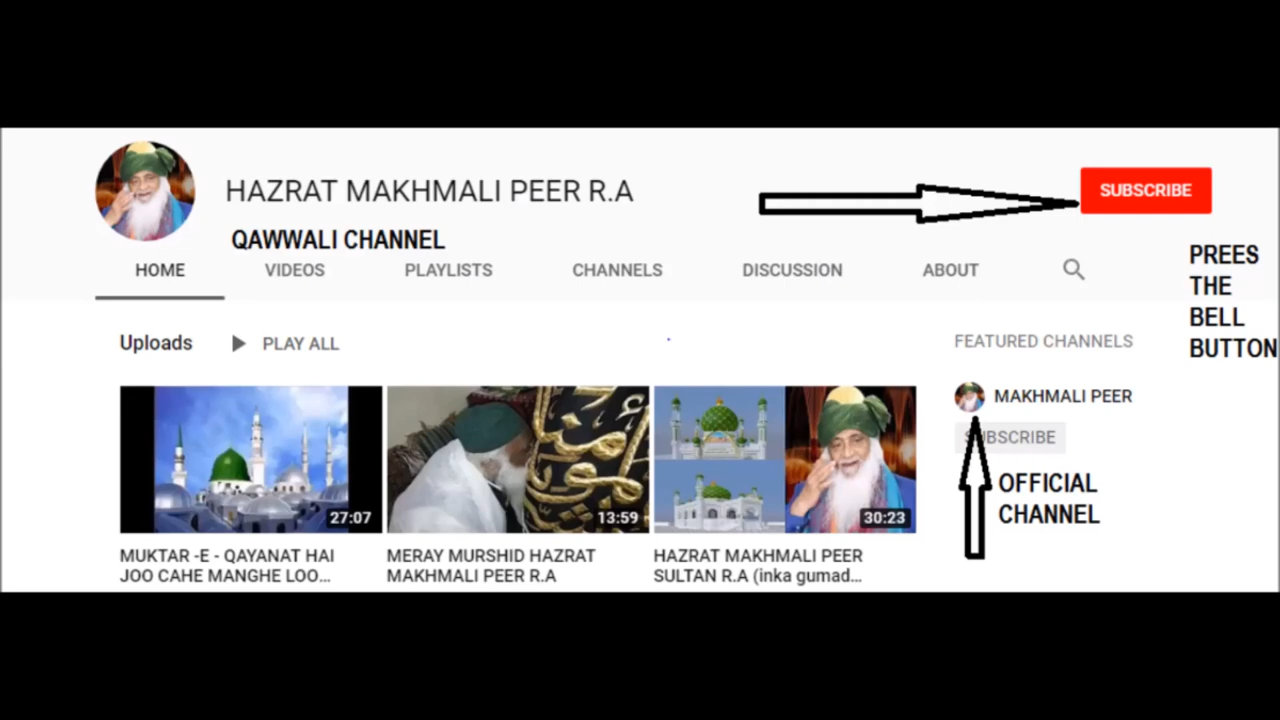 HAZRAT MAKHMALI PEER R.A
SUBSCRIBE
QAWWALI CHANNEL
HOME VIDEOS PLAYLISTS CHANNELS DISCUSSION ABOUT
PREES
THE
BELL
BUTTON
Uploads PLAY ALL
FEATURED CHANNELS
MAKHMALI PEER
SUBSCRIBE
OFFICIAL
CHANNEL
27:07
13:59
30:23
MUKTAR -E - QAYANAT HAI
JOO CAHE MANGHE LOO...
MERAY MURSHID HAZRAT
MAKHMALI PEER R.A
HAZRAT MAKHMALI PEER
SULTAN R.A (inka gumad...